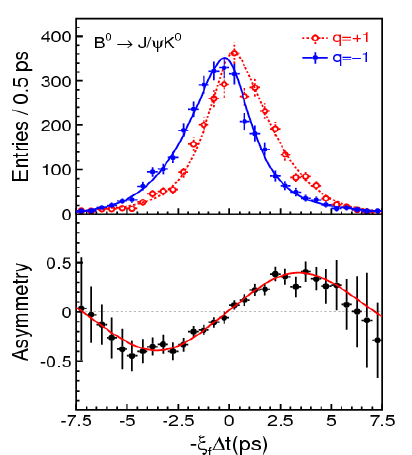 B⁰ → J/ψK⁰
q=+1
q=−1
Entries / 0.5 ps
400
300
200
100
0
Asymmetry
0.5
0
-0.5
-7.5 -5 -2.5 0 2.5 5 7.5
-ξfΔt(ps)